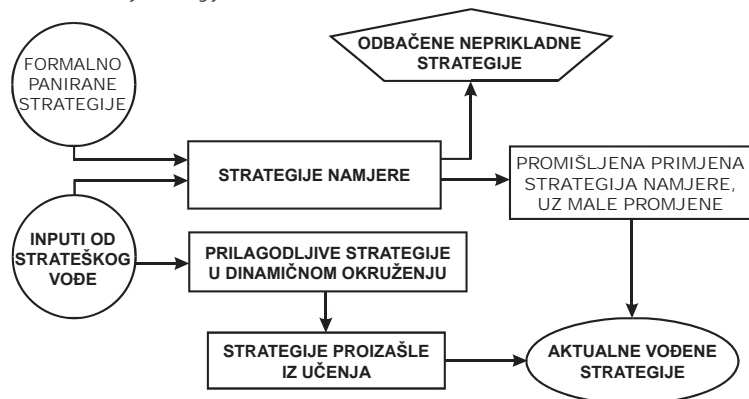 FORMALNO
PANIRANE
STRATEGIJE
ODBAČENE NEPRIKLADNE
STRATEGIJE
STRATEGIJE NAMJERE
PROMIŠLJENA PRIMJENA
STRATEGIJA NAMJERE,
UZ MALE PROMJENE
INPUTI OD
STRATEŠKOG
VOĐE
PRILAGODLJIVE STRATEGIJE
U DINAMIČNOM OKRUŽENJU
STRATEGIJE PROIZAŠLE
IZ UČENJA
AKTUALNE VOĐENE
STRATEGIJE